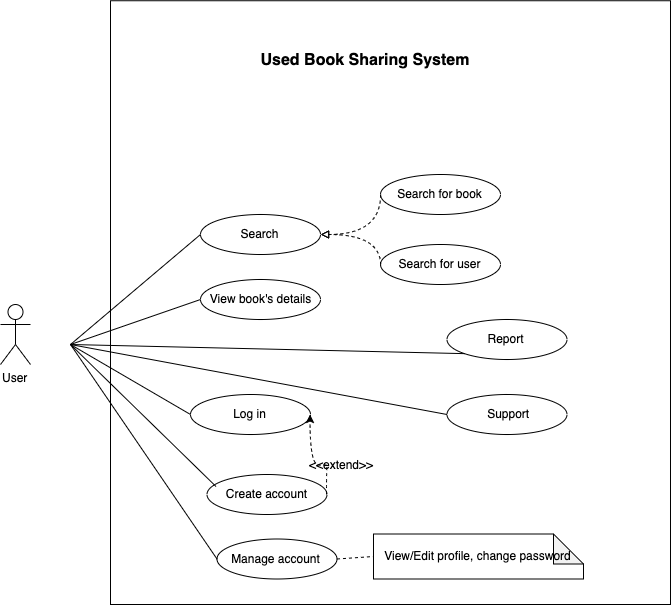 Used Book Sharing System
Search for book
Search
Search for user
View book's details
Report
User
Log in
Support
<<extend>>
Create account
Manage account
View/Edit profile, change password